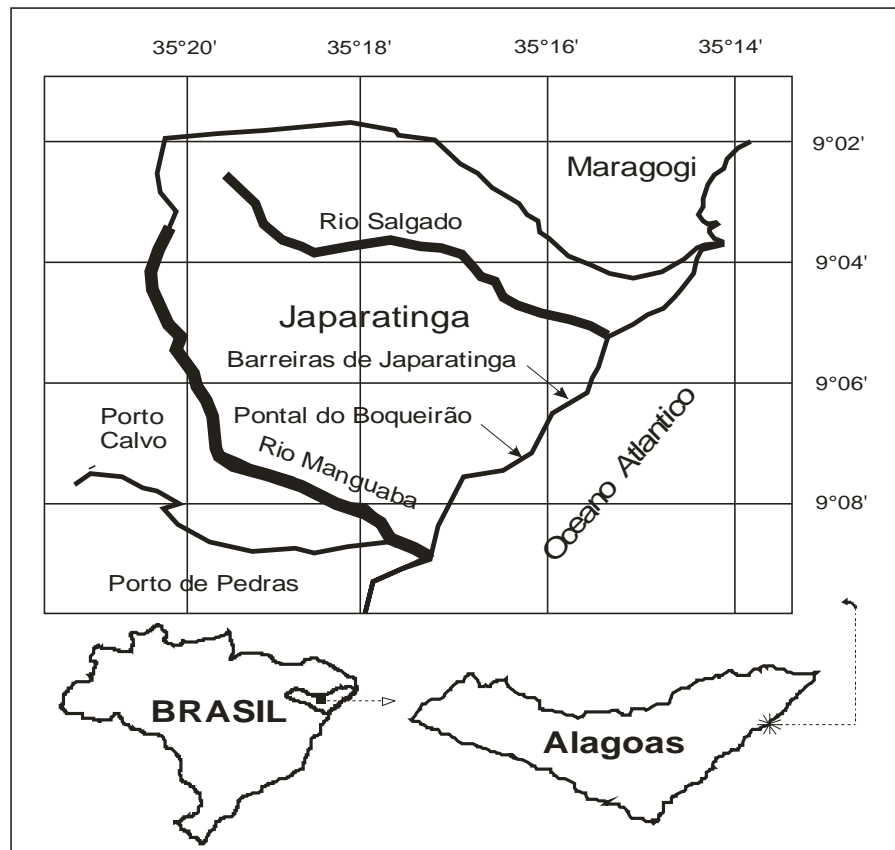 35°20' 35°18' 35°16' 35°14'
9°02'
Maragogi
Rio Salgado
9°04'
Japaratinga
Barreiras de Japaratinga
9°06'
Porto
Calvo
Pontal do Boqueirão
Rio Manguaba
Oceano Atlantico
9°08'
Porto de Pedras
BRASIL
Alagoas